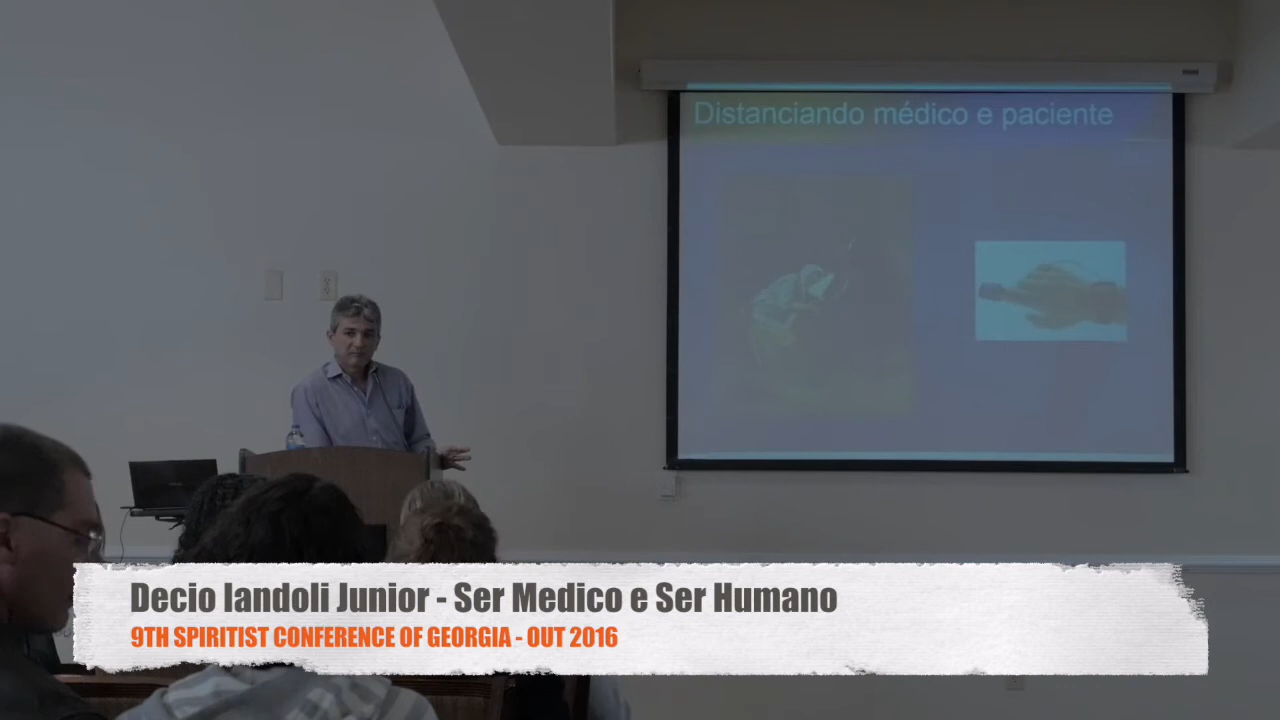 Distanciando médico e paciente
Decio Iandoli Junior - Ser Medico e Ser Humano
9TH SPIRITIST CONFERENCE OF GEORGIA - OUT 2016